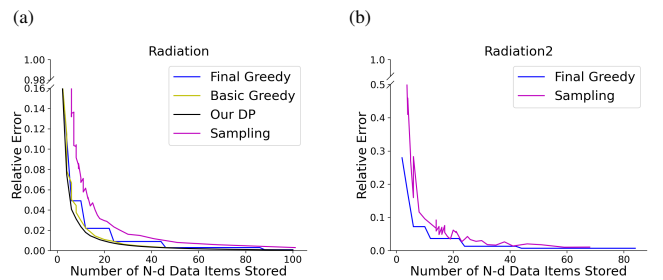 (a)
Radiation
1.00
0.98
0.16
0.14
0.12
0.10
0.08
0.06
0.04
0.02
0.00
Relative Error
Final Greedy
Basic Greedy
Our DP
Sampling
0 20 40 60 80 100
Number of N-d Data Items Stored
(b)
Radiation2
1.0
0.5
0.4
0.3
0.2
0.1
0.0
Relative Error
Final Greedy
Sampling
0 20 40 60 80
Number of N-d Data Items Stored